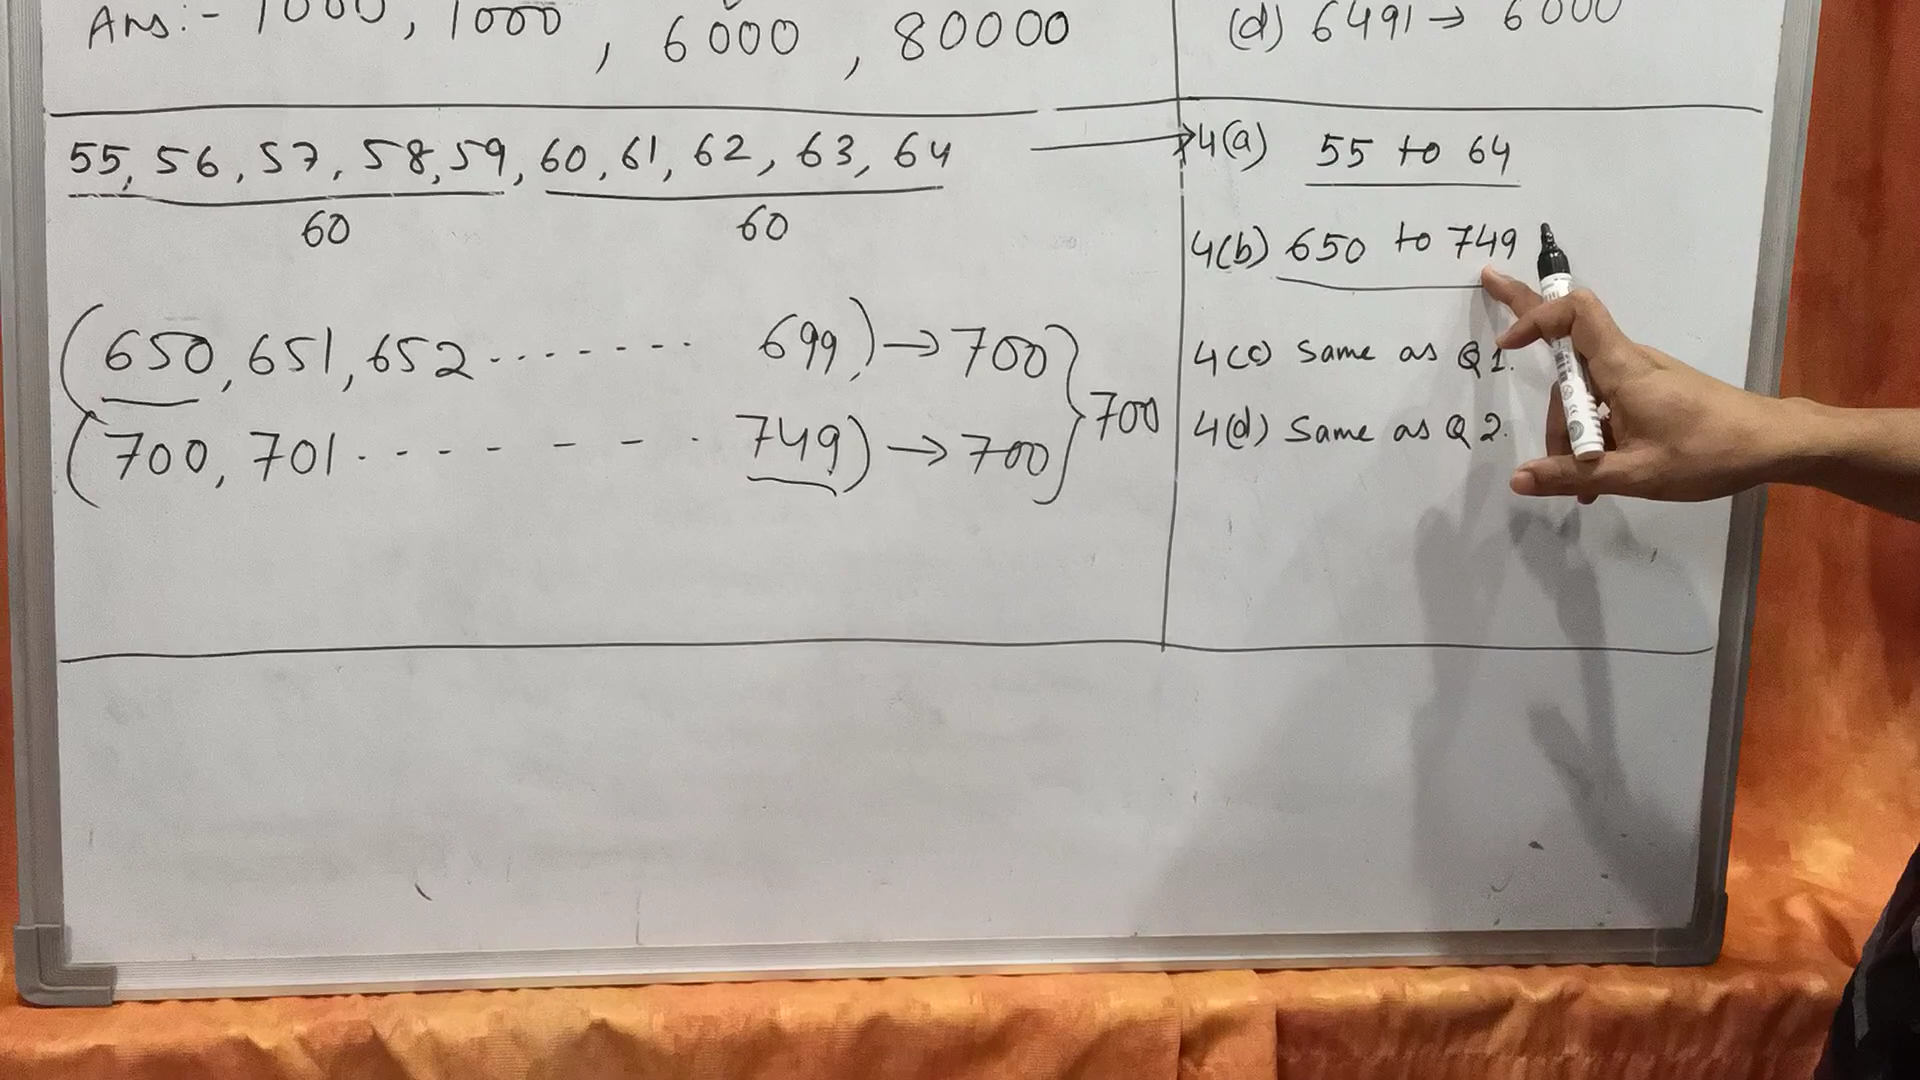 Ans:- 1000, 1000, 6000, 80000
(d) 6491 → 6000
55, 56, 57, 58, 59, 60, 61, 62, 63, 64
60 60
(650, 651, 652 ........ 699) → 700
(700, 701 ........ 749) → 700
700
4(a) 55 to 64
4(b) 650 to 749
4(c) Same as Q1.
4(d) Same as Q2.